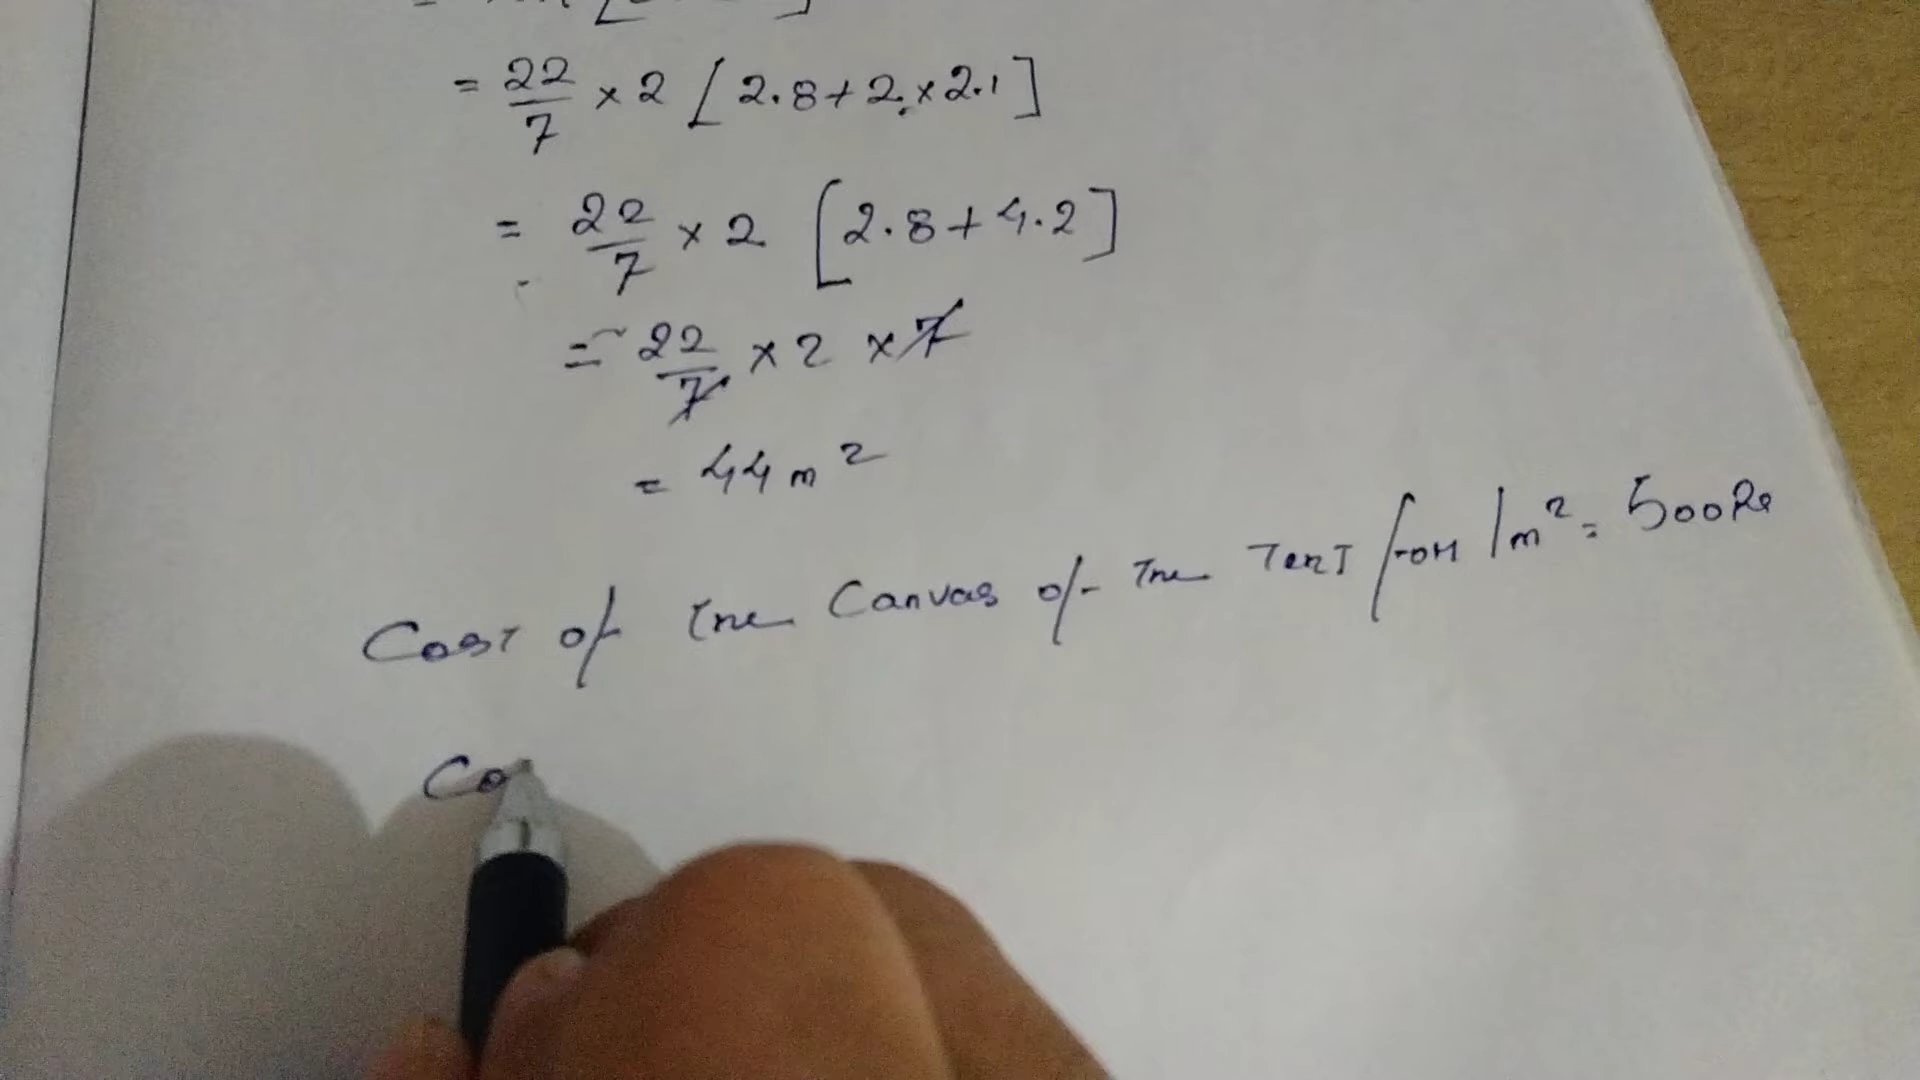 = 22/7 × 2 [2.8+2×2.1]
= 22/7 × 2 [2.8+4.2]
= 22/7 × 2 × 7
= 44 m²
Cost of the Canvas of the Tent for 1m² = 500Rs
Co